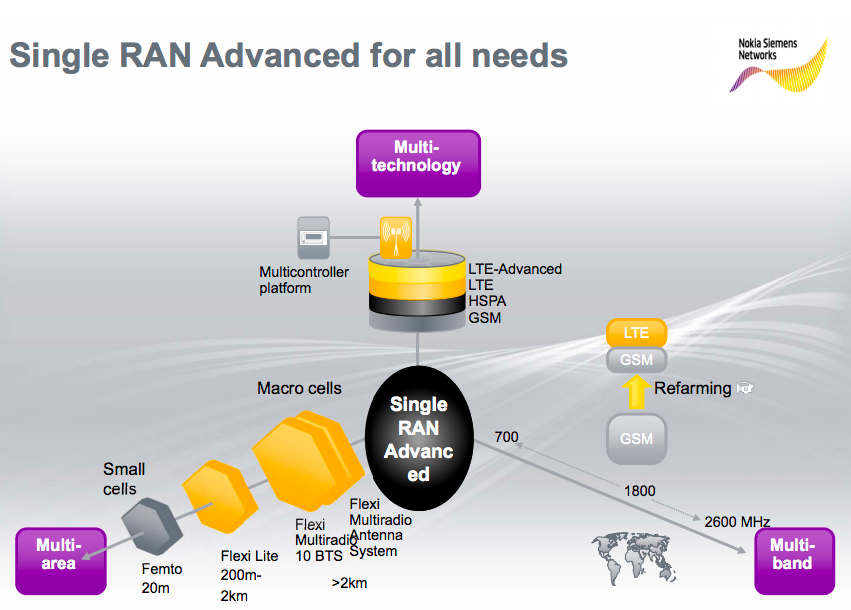 Single RAN Advanced for all needs
Nokia Siemens
Networks
Multi-
technology
Multicontroller
platform
LTE-Advanced
LTE
HSPA
GSM
LTE
GSM
Refarming
GSM
Macro cells
Single
RAN
Advanc
ed
700
1800
2600 MHz
Small
cells
Flexi
Multiradio
Antenna
System
Flexi
Multiradio
10 BTS
>2km
Flexi Lite
200m-
2km
Femto
20m
Multi-
area
Multi-
band